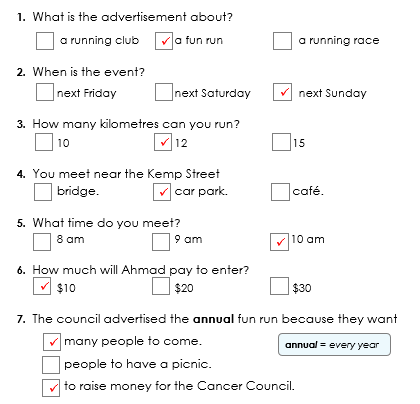 1. What is the advertisement about?
a running club a fun run a running race
2. When is the event?
next Friday next Saturday next Sunday
3. How many kilometres can you run?
10 12 15
4. You meet near the Kemp Street
bridge. car park. café.
5. What time do you meet?
8 am 9 am 10 am
6. How much will Ahmad pay to enter?
$10 $20 $30
7. The council advertised the annual fun run because they want
many people to come.
annual = every year
people to have a picnic.
to raise money for the Cancer Council.